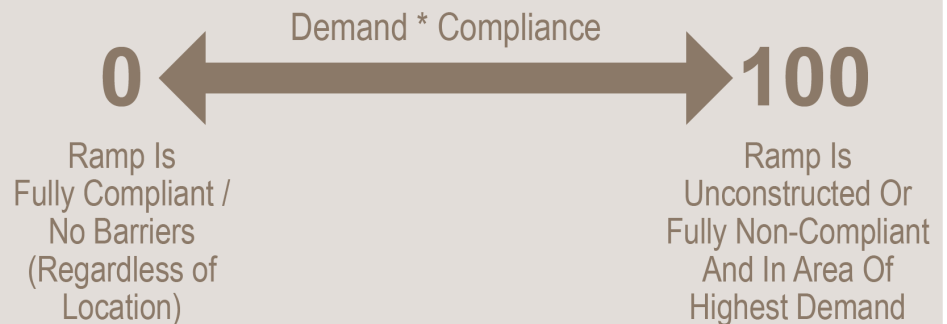 Demand * Compliance
0
100
Ramp Is
Fully Compliant /
No Barriers
(Regardless of
Location)
Ramp Is
Unconstructed Or
Fully Non-Compliant
And In Area Of
Highest Demand